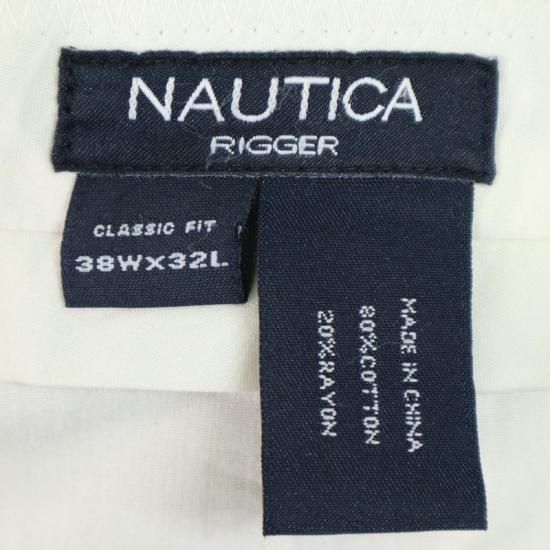 NAUTICA
RIGGER
CLASSIC FIT
38WX32L
MADE IN CHINA
80%COTTON
20%RAYON